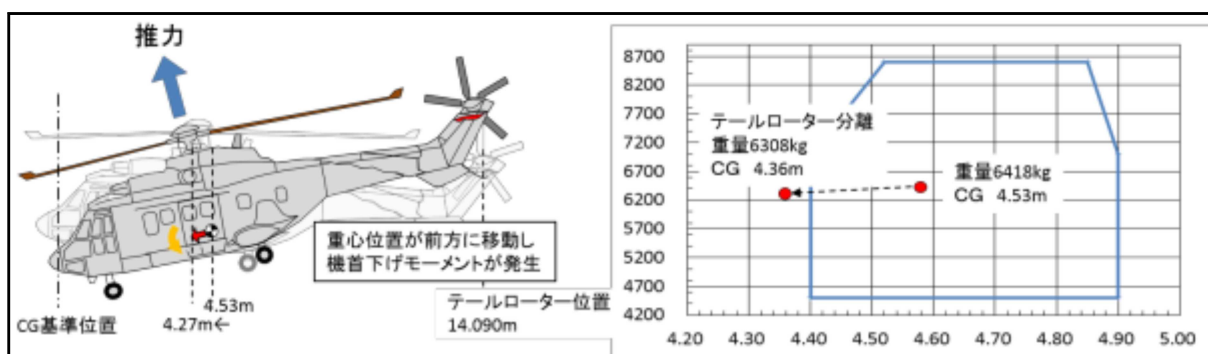 推力
重心位置が前方に移動し
機首下げモーメントが発生
4.53m
4.27m←
CG基準位置
テールローター位置
14.090m
8700
8200
7700
7200
6700
6200
5700
5200
4700
4200
テールローター分離
重量6308kg
CG 4.36m
重量6418kg
CG 4.53m
4.20 4.30 4.40 4.50 4.60 4.70 4.80 4.90 5.00